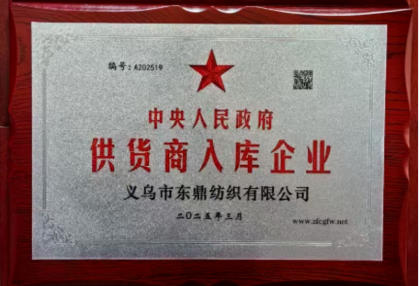 编号：A202519
中央人民政府
供货商入库企业
义乌市东鼎纺织有限公司
二〇二五年三月
www.zfcgfw.net